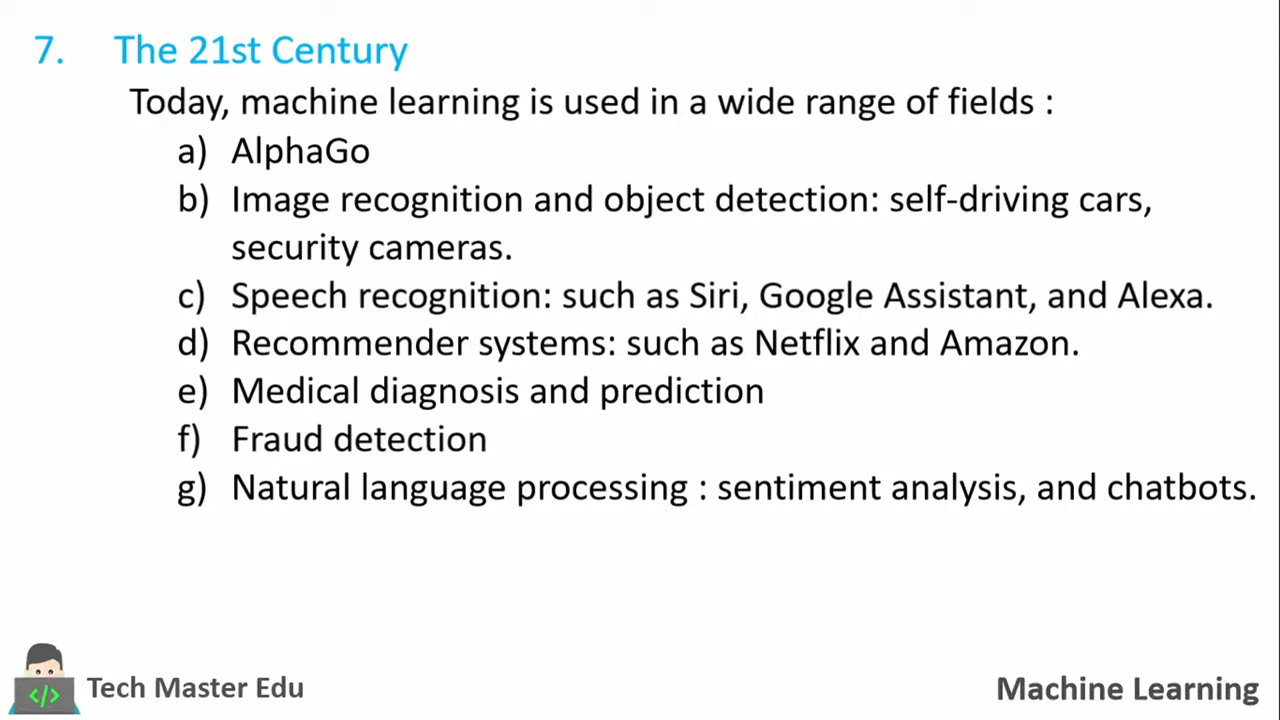 7. The 21st Century
Today, machine learning is used in a wide range of fields :
a) AlphaGo
b) Image recognition and object detection: self-driving cars,
security cameras.
c) Speech recognition: such as Siri, Google Assistant, and Alexa.
d) Recommender systems: such as Netflix and Amazon.
e) Medical diagnosis and prediction
f) Fraud detection
g) Natural language processing : sentiment analysis, and chatbots.
</> Tech Master Edu
Machine Learning